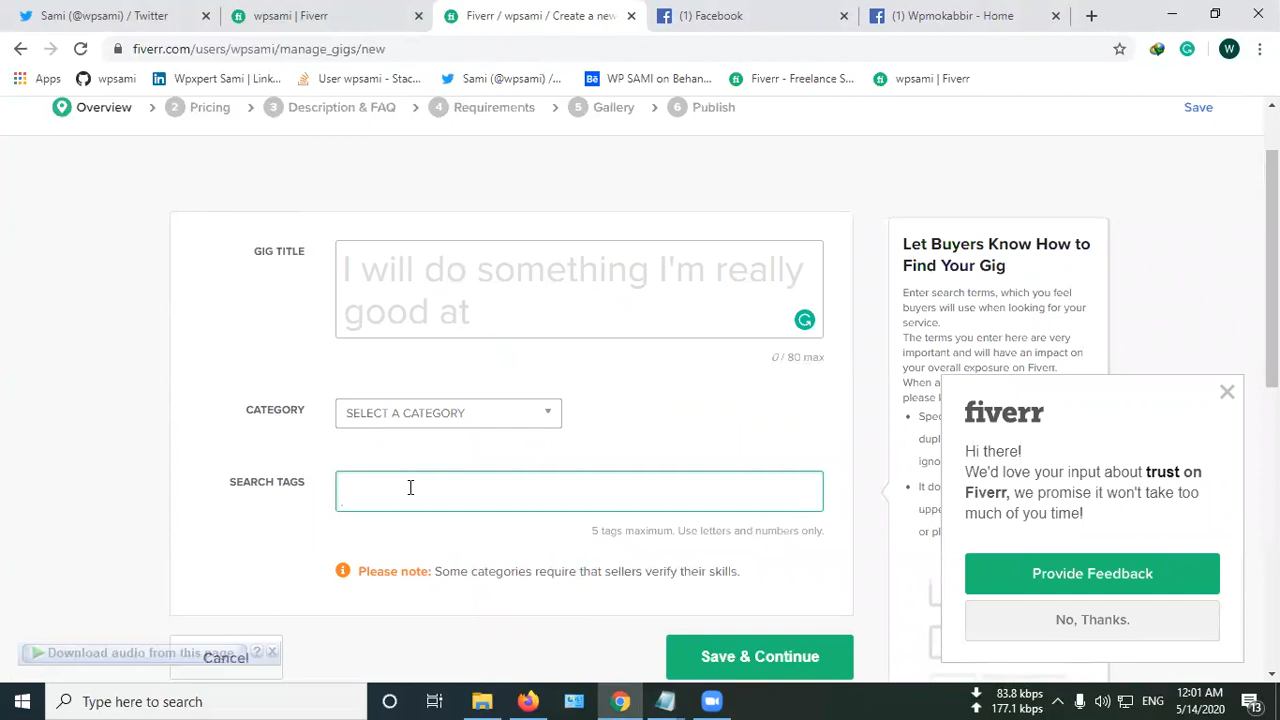 Sami (@wpsami) / Twitter
wpsami | Fiverr
Fiverr / wpsami / Create a new
(1) Facebook
(1) Wpmokabbir - Home
fiverr.com/users/wpsami/manage_gigs/new
W
Apps
wpsami
Wpxpert Sami | Link...
User wpsami - Stac...
Sami (@wpsami) /...
WP SAMI on Behan...
Fiverr - Freelance S...
wpsami | Fiverr
Overview
2 Pricing
3 Description & FAQ
4 Requirements
5 Gallery
6 Publish
Save
GIG TITLE
I will do something I'm really
good at
0 / 80 max
CATEGORY
SELECT A CATEGORY
SEARCH TAGS
5 tags maximum. Use letters and numbers only.
Please note: Some categories require that sellers verify their skills.
Cancel
Save & Continue
Download audio from this page
Let Buyers Know How to
Find Your Gig
Enter search terms, which you feel
buyers will use when looking for your
service.
The terms you enter here are very
important and will have an impact on
your overall exposure on Fiverr.
fiverr
Hi there!
We'd love your input about trust on
Fiverr, we promise it won't take too
much of you time!
Provide Feedback
No, Thanks.
Type here to search
83.8 kbps
177.1 kbps
ENG
12:01 AM
5/14/2020
13